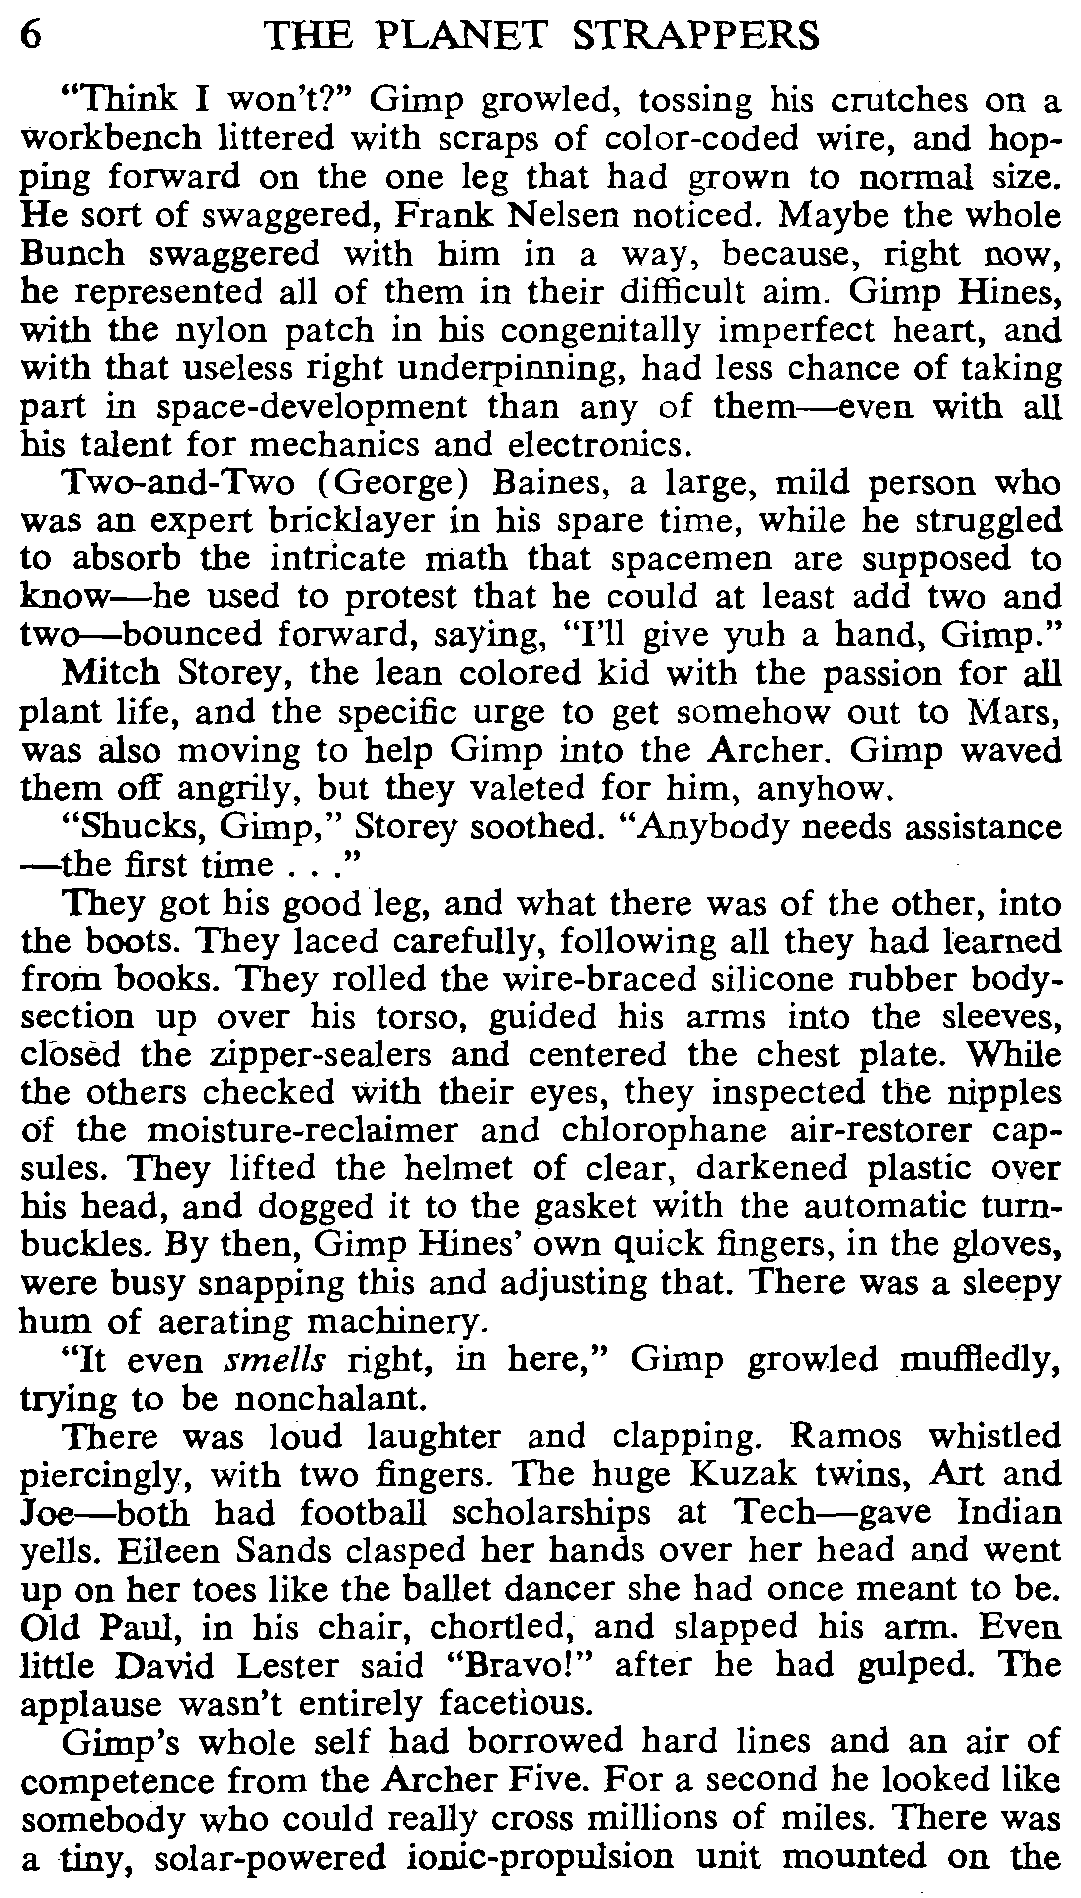 6 THE PLANET STRAPPERS
“Think I won’t?” Gimp growled, tossing his crutches on a
workbench littered with scraps of color-coded wire, and hop-
ping forward on the one leg that had grown to normal size.
He sort of swaggered, Frank Nelsen noticed. Maybe the whole
Bunch swaggered with him in a way, because, right now,
he represented all of them in their difficult aim. Gimp Hines,
with the nylon patch in his congenitally imperfect heart, and
with that useless right underpinning, had less chance of taking
part in space-development than any of them—even with all
his talent for mechanics and electronics.
Two-and-Two (George) Baines, a large, mild person who
was an expert bricklayer in his spare time, while he struggled
to absorb the intricate math that spacemen are supposed to
know—he used to protest that he could at least add two and
two—bounced forward, saying, “I’ll give yuh a hand, Gimp.”
Mitch Storey, the lean colored kid with the passion for all
plant life, and the specific urge to get somehow out to Mars,
was also moving to help Gimp into the Archer. Gimp waved
them off angrily, but they valeted for him, anyhow.
“Shucks, Gimp,” Storey soothed. “Anybody needs assistance
—the first time . . .”
They got his good leg, and what there was of the other, into
the boots. They laced carefully, following all they had learned
from books. They rolled the wire-braced silicone rubber body-
section up over his torso, guided his arms into the sleeves,
closed the zipper-sealers and centered the chest plate. While
the others checked with their eyes, they inspected the nipples
of the moisture-reclaimer and chlorophane air-restorer cap-
sules. They lifted the helmet of clear, darkened plastic over
his head, and dogged it to the gasket with the automatic turn-
buckles. By then, Gimp Hines’ own quick fingers, in the gloves,
were busy snapping this and adjusting that. There was a sleepy
hum of aerating machinery.
“It even smells right, in here,” Gimp growled muffledly,
trying to be nonchalant.
There was loud laughter and clapping. Ramos whistled
piercingly, with two fingers. The huge Kuzak twins, Art and
Joe—both had football scholarships at Tech—gave Indian
yells. Eileen Sands clasped her hands over her head and went
up on her toes like the ballet dancer she had once meant to be.
Old Paul, in his chair, chortled, and slapped his arm. Even
little David Lester said “Bravo!” after he had gulped. The
applause wasn’t entirely facetious.
Gimp’s whole self had borrowed hard lines and an air of
competence from the Archer Five. For a second he looked like
somebody who could really cross millions of miles. There was
a tiny, solar-powered ionic-propulsion unit mounted on the